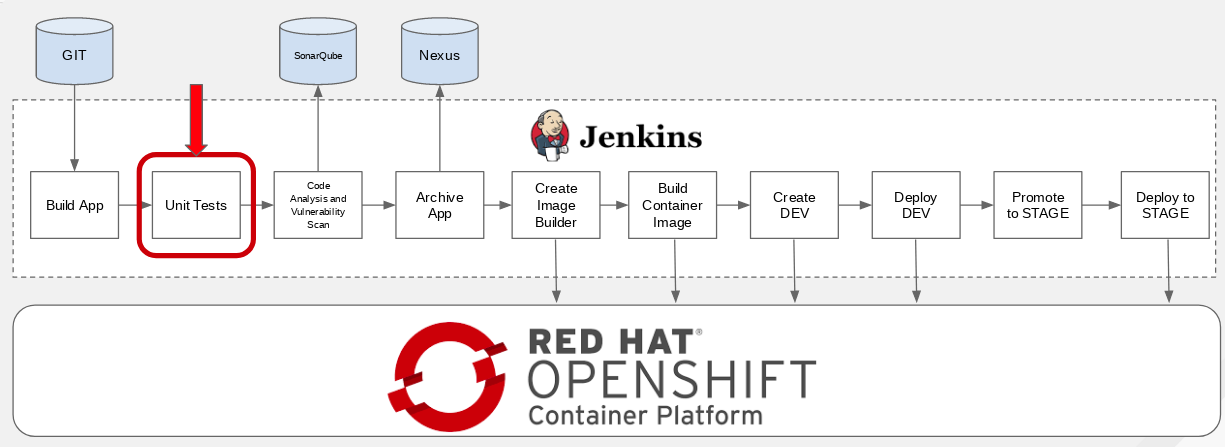 GIT
SonarQube
Nexus
Jenkins
Build App
Unit Tests
Code
Analysis and
Vulnerability
Scan
Archive
App
Create
Image
Builder
Build
Container
Image
Create
DEV
Deploy
DEV
Promote
to STAGE
Deploy to
STAGE
RED HAT®
OPENSHIFT
Container Platform